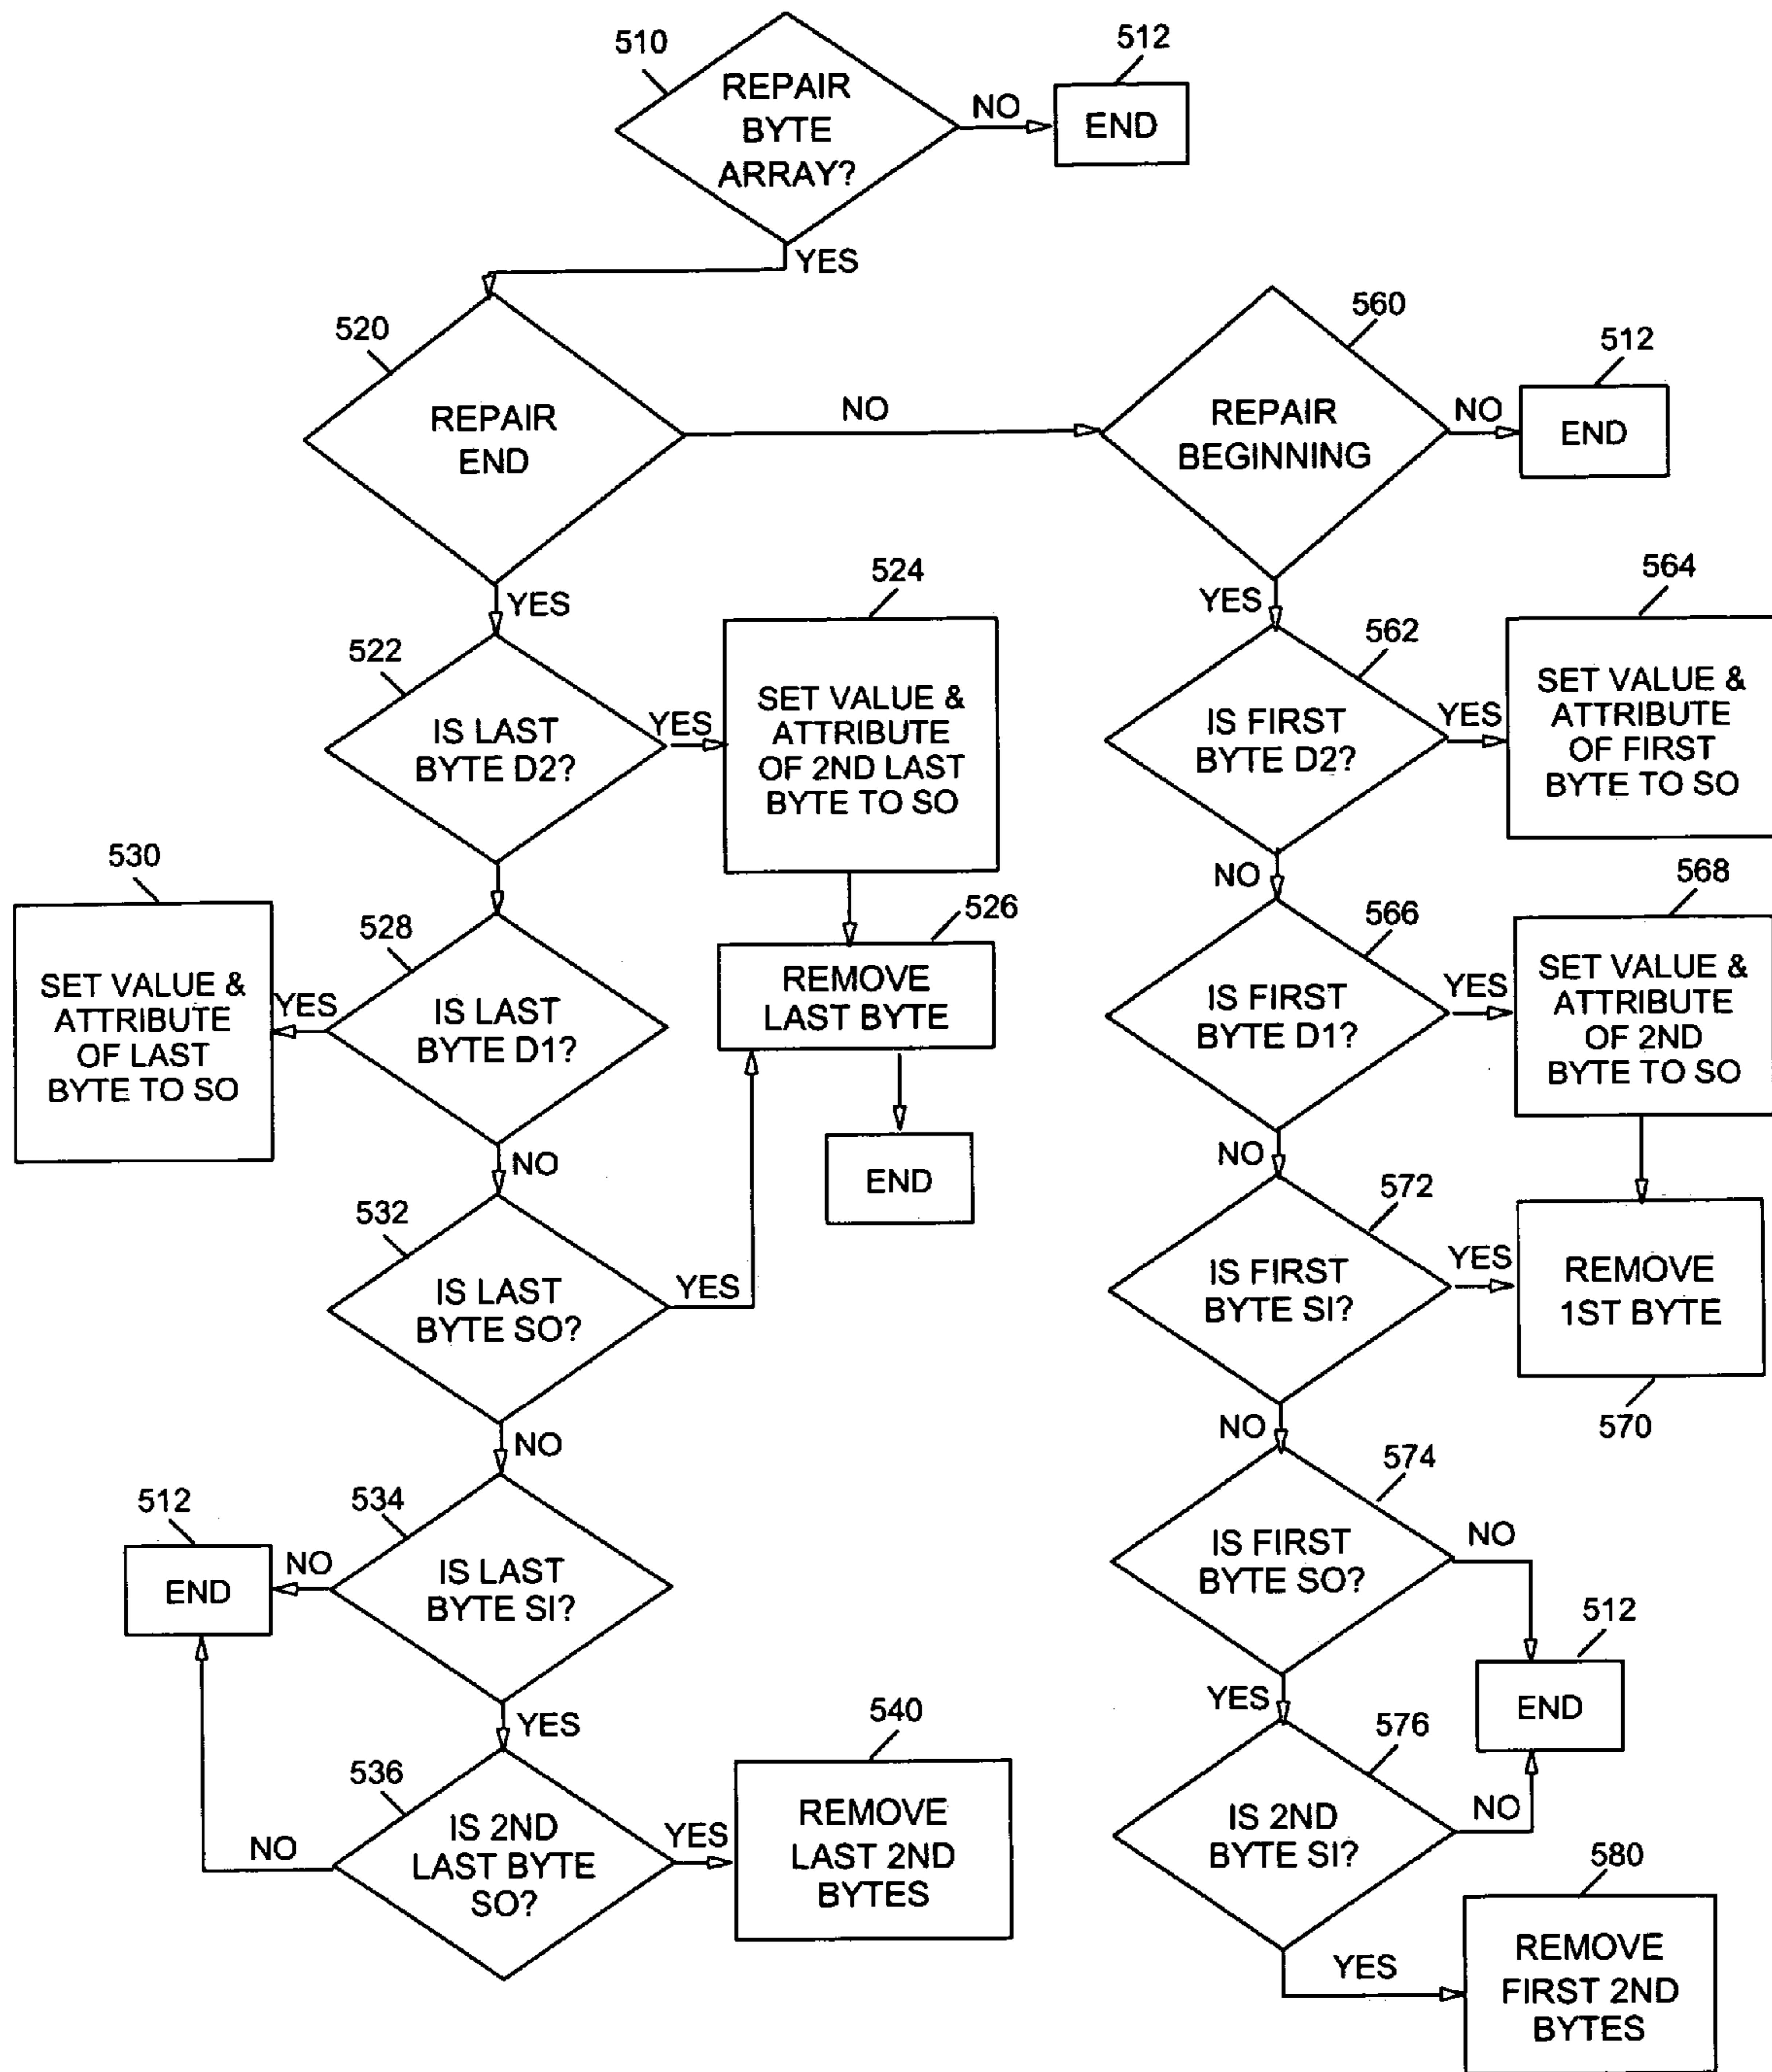 510
REPAIR
BYTE
ARRAY?
NO
512
END
YES
520
REPAIR
END
NO
560
REPAIR
BEGINNING
NO
512
END
YES
YES
522
IS LAST
BYTE D2?
YES
524
SET VALUE &
ATTRIBUTE
OF 2ND LAST
BYTE TO SO
562
IS FIRST
BYTE D2?
YES
564
SET VALUE &
ATTRIBUTE
OF FIRST
BYTE TO SO
NO
530
SET VALUE &
ATTRIBUTE
OF LAST
BYTE TO SO
YES
528
IS LAST
BYTE D1?
526
REMOVE
LAST BYTE
END
566
IS FIRST
BYTE D1?
YES
568
SET VALUE &
ATTRIBUTE
OF 2ND
BYTE TO SO
NO
NO
532
IS LAST
BYTE SO?
YES
572
IS FIRST
BYTE SI?
YES
REMOVE
1ST BYTE
570
NO
NO
512
END
NO
534
IS LAST
BYTE SI?
574
IS FIRST
BYTE SO?
NO
512
END
YES
YES
536
IS 2ND
LAST BYTE
SO?
NO
YES
540
REMOVE
LAST 2ND
BYTES
576
IS 2ND
BYTE SI?
NO
YES
580
REMOVE
FIRST 2ND
BYTES